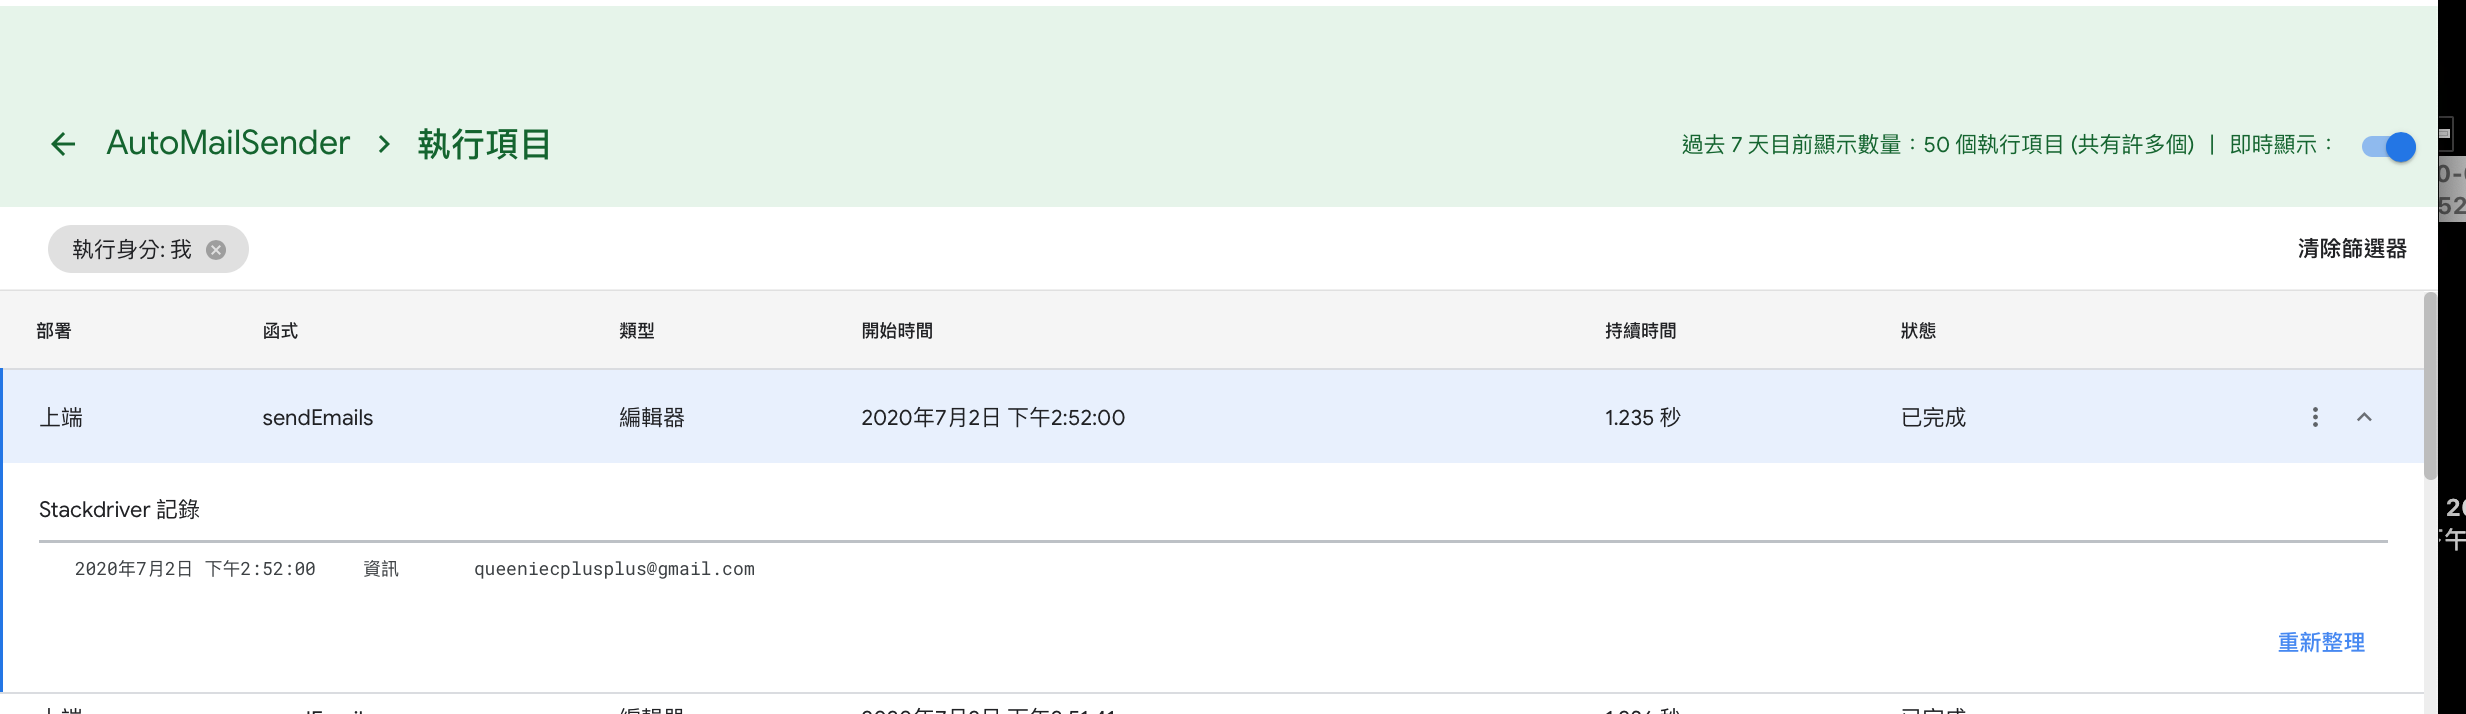 AutoMailSender > 執行項目
過去 7 天目前顯示數量：50 個執行項目 (共有許多個) | 即時顯示：
執行身分: 我
清除篩選器
部署 函式 類型 開始時間 持續時間 狀態
上端 sendEmails 編輯器 2020年7月2日 下午2:52:00 1.235 秒 已完成
Stackdriver 記錄
2020年7月2日 下午2:52:00 資訊 queeniecplusplus@gmail.com
重新整理